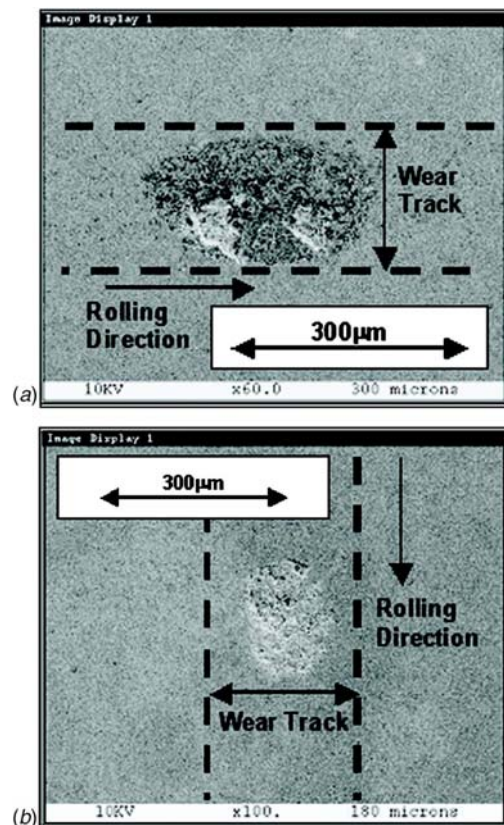 Image Display 1
Wear
Track
Rolling
Direction
300µm
10KV x60.0 300 microns
(a)
Image Display 1
300µm
Rolling
Direction
Wear Track
10KV x100. 180 microns
(b)